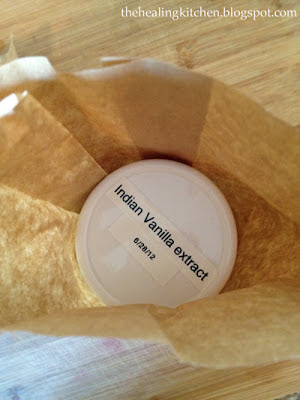 thehealingkitchen.blogspot.com
Indian Vanilla extract
6/28/12